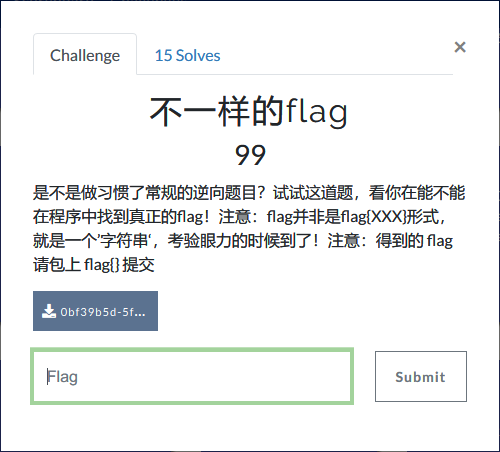 Challenge
15 Solves
×
不一样的flag
99
是不是做习惯了常规的逆向题目？试试这道题，看你在能不能
在程序中找到真正的flag！注意：flag并非是flag{XXX}形式，
就是一个’字符串‘，考验眼力的时候到了！注意：得到的 flag
请包上 flag{} 提交
0bf39b5d-5f...
Flag
Submit